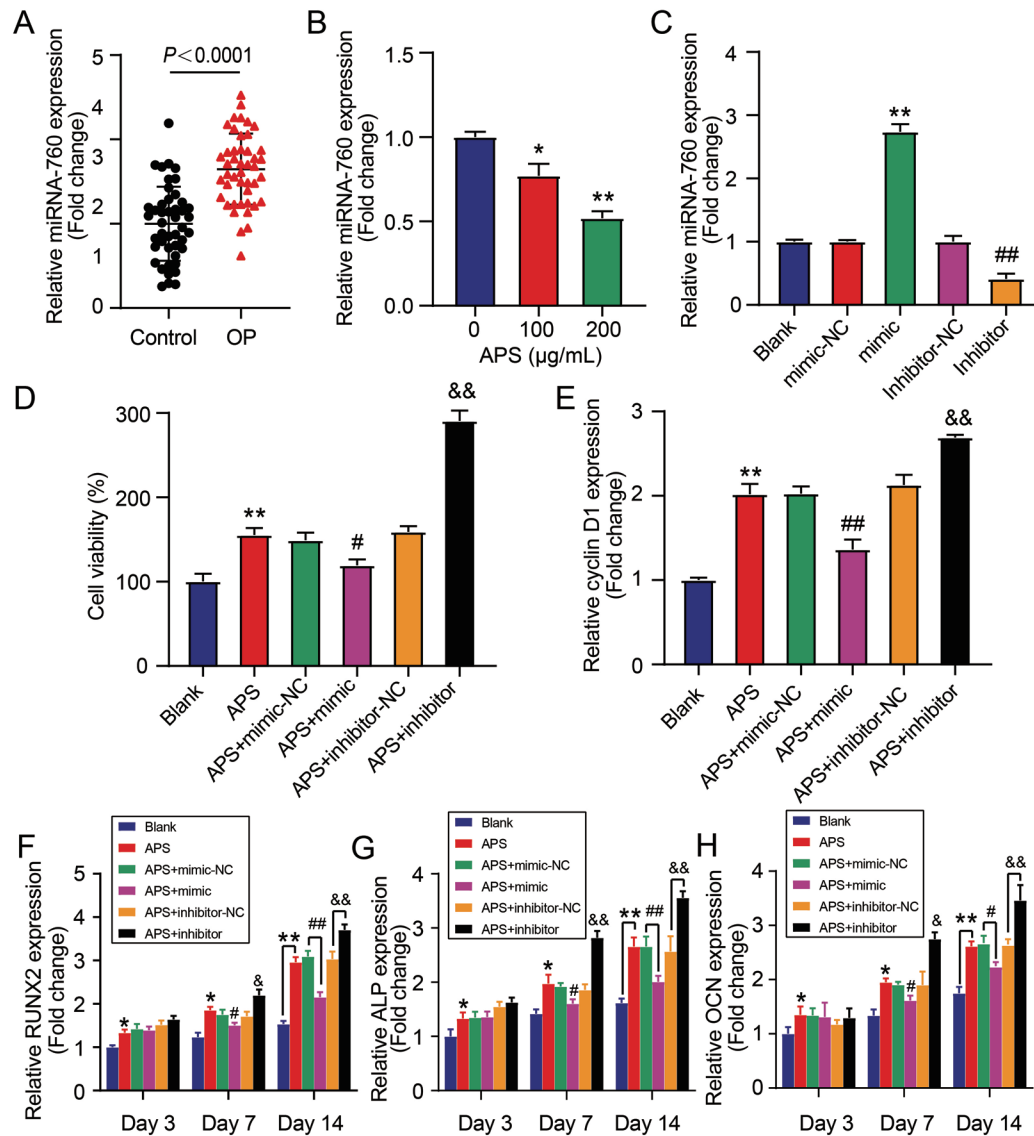 A
Relative miRNA-760 expression
(Fold change)
5
4
3
2
1
0
P<0.0001
Control
OP
B
Relative miRNA-760 expression
(Fold change)
1.5
1.0
0.5
0.0
*
**
0
100
200
APS (μg/mL)
C
Relative miRNA-760 expression
(Fold change)
4
3
2
1
0
**
##
Blank
mimic-NC
mimic
Inhibitor-NC
Inhibitor
D
Cell viability (%)
300
200
150
100
0
**
#
&&
Blank
APS
APS+mimic-NC
APS+mimic
APS+inhibitor-NC
APS+inhibitor
E
Relative cyclin D1 expression
(Fold change)
3
2
1
0
**
##
&&
Blank
APS
APS+mimic-NC
APS+mimic
APS+inhibitor-NC
APS+inhibitor
F
Blank
APS
APS+mimic-NC
APS+mimic
APS+inhibitor-NC
APS+inhibitor
Relative RUNX2 expression
(Fold change)
4
3
2
1
0
*
*
#
&
**
##
&&
Day 3
Day 7
Day 14
G
Blank
APS
APS+mimic-NC
APS+mimic
APS+inhibitor-NC
APS+inhibitor
Relative ALP expression
(Fold change)
4
3
2
1
0
*
*
#
&&
**
##
&&
Day 3
Day 7
Day 14
H
Blank
APS
APS+mimic-NC
APS+mimic
APS+inhibitor-NC
APS+inhibitor
Relative OCN expression
(Fold change)
4
3
2
1
0
*
*
#
&
**
#
&&
Day 3
Day 7
Day 14